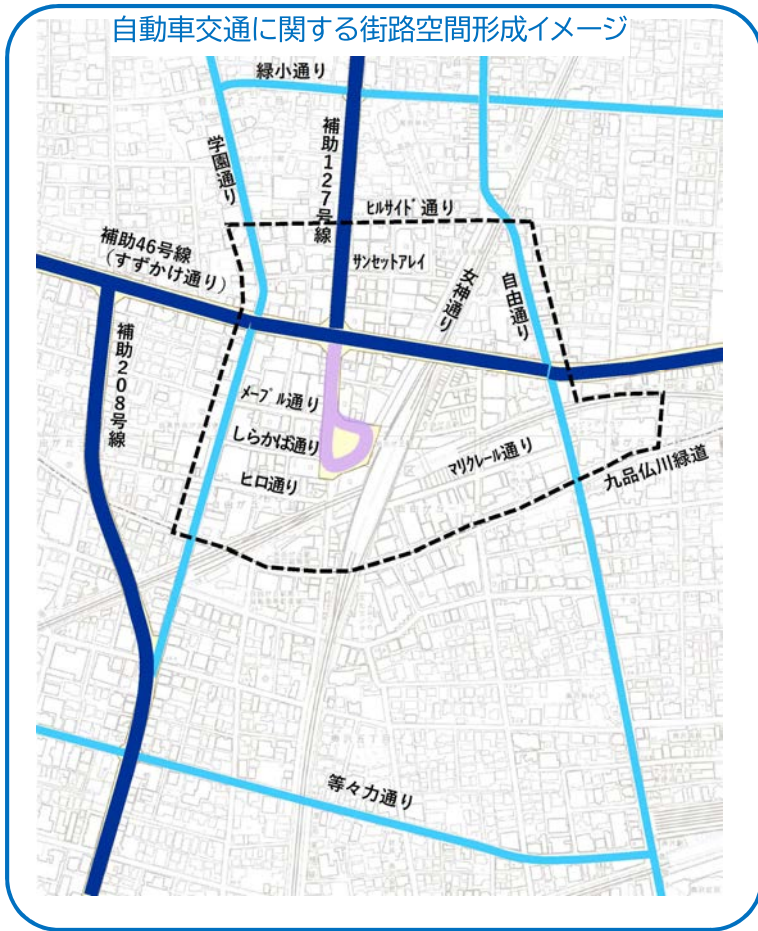 自動車交通に関する街路空間形成イメージ
緑小通り
学園通り
補助127号線
ヒルサイド通り
補助46号線
(すずかけ通り)
サンセットアレイ
女神通り
自由通り
補助208号線
メープル通り
しらかば通り
マリクレール通り
ヒロ通り
九品仏川緑道
等々力通り